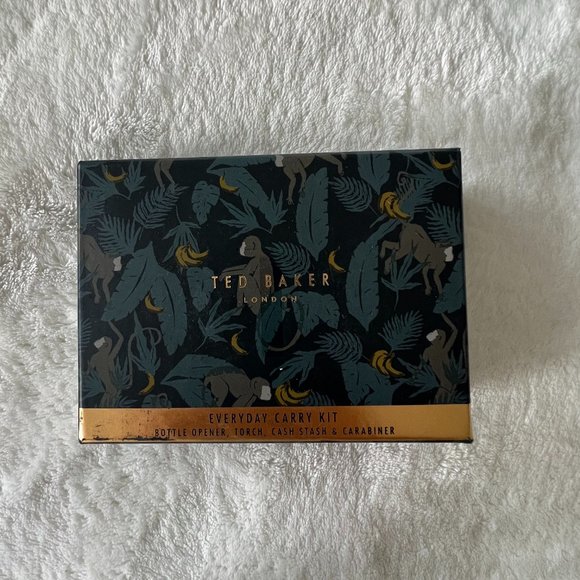 TED BAKER
LONDON
EVERYDAY CARRY KIT
BOTTLE OPENER, TORCH, CASH STASH & CARABINER